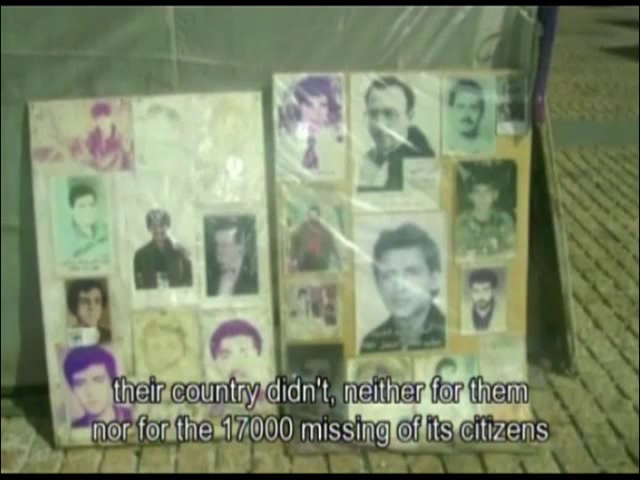 their country didn't, neither for them
nor for the 17000 missing of its citizens